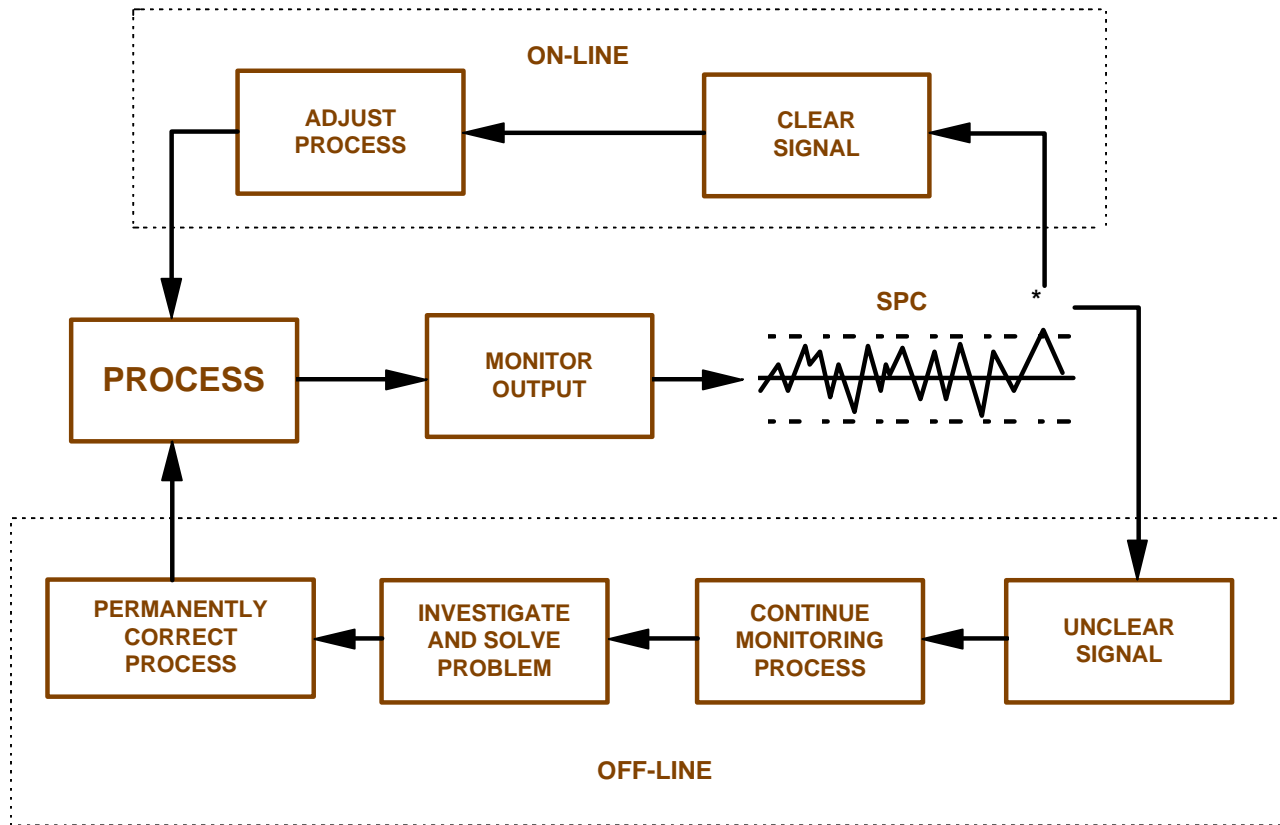 ON-LINE
ADJUST
PROCESS
CLEAR
SIGNAL
SPC
*
PROCESS
MONITOR
OUTPUT
PERMANENTLY
CORRECT
PROCESS
INVESTIGATE
AND SOLVE
PROBLEM
CONTINUE
MONITORING
PROCESS
UNCLEAR
SIGNAL
OFF-LINE